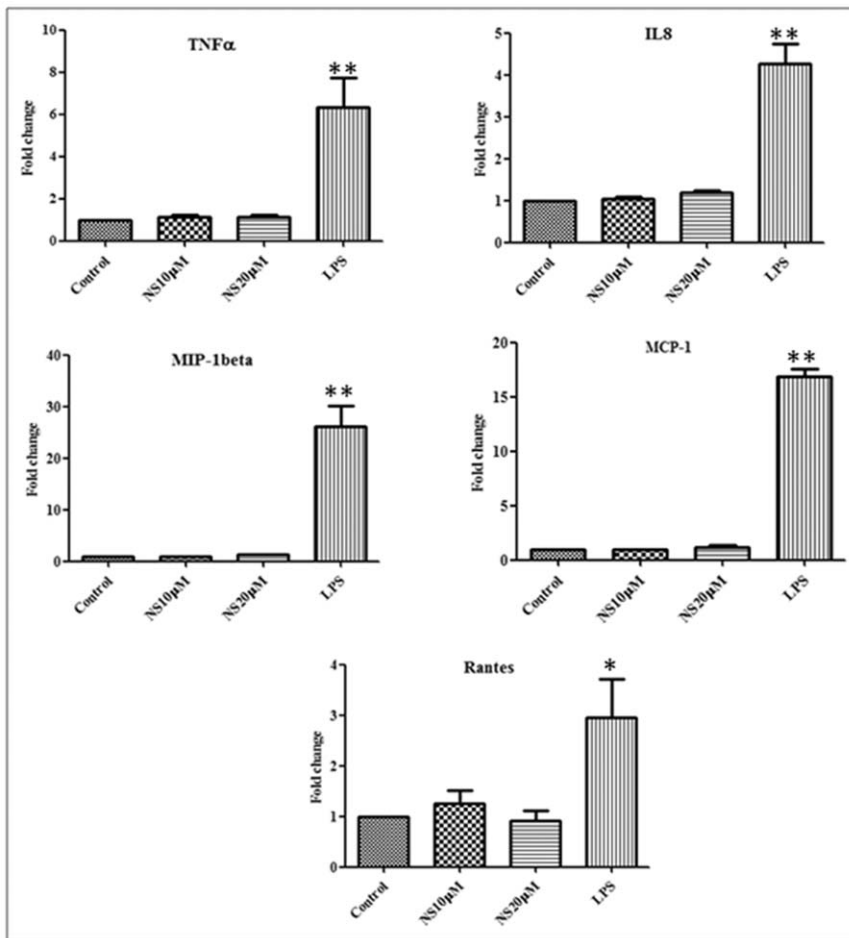 TNFα
**
Fold change
10
8
6
4
2
0
Control
NS10µM
NS20µM
LPS
IL8
**
Fold change
5
4
3
2
1
0
Control
NS10µM
NS20µM
LPS
MIP-1beta
**
Fold change
40
30
20
10
0
Control
NS10µM
NS20µM
LPS
MCP-1
**
Fold change
20
15
10
5
0
Control
NS10µM
NS20µM
LPS
Rantes
*
Fold change
4
3
2
1
0
Control
NS10µM
NS20µM
LPS